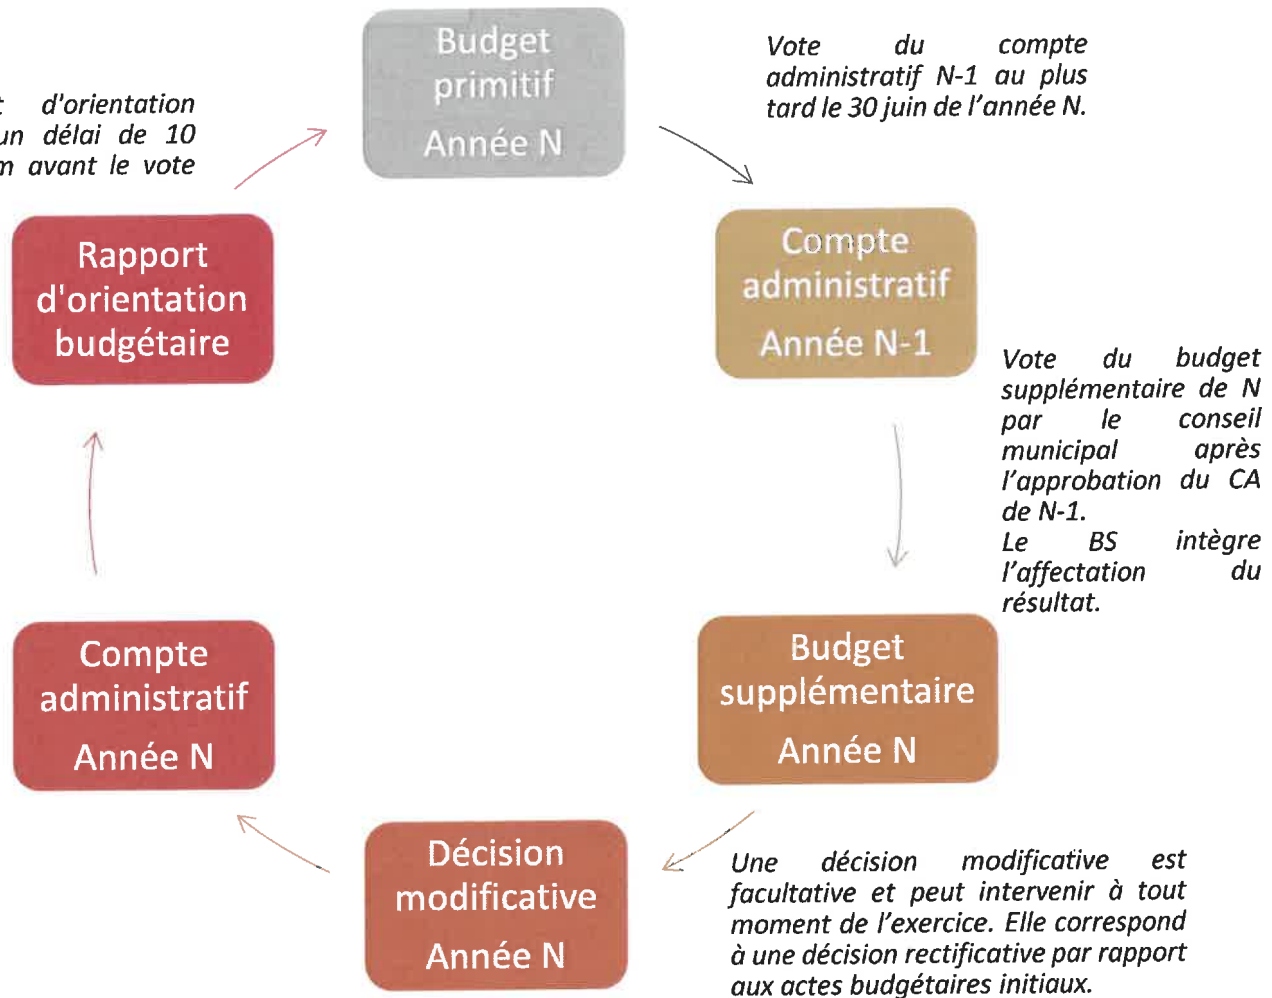 Budget
primitif
Année N
Vote du compte
administratif N-1 au plus
tard le 30 juin de l'année N.
d'orientation
un délai de 10
avant le vote
Rapport
d'orientation
budgétaire
Compte
administratif
Année N-1
Vote du budget
supplémentaire de N
par le conseil
municipal après
l'approbation du CA
de N-1.
Le BS intègre
l'affectation du
résultat.
Compte
administratif
Année N
Budget
supplémentaire
Année N
Décision
modificative
Année N
Une décision modificative est
facultative et peut intervenir à tout
moment de l'exercice. Elle correspond
à une décision rectificative par rapport
aux actes budgétaires initiaux.